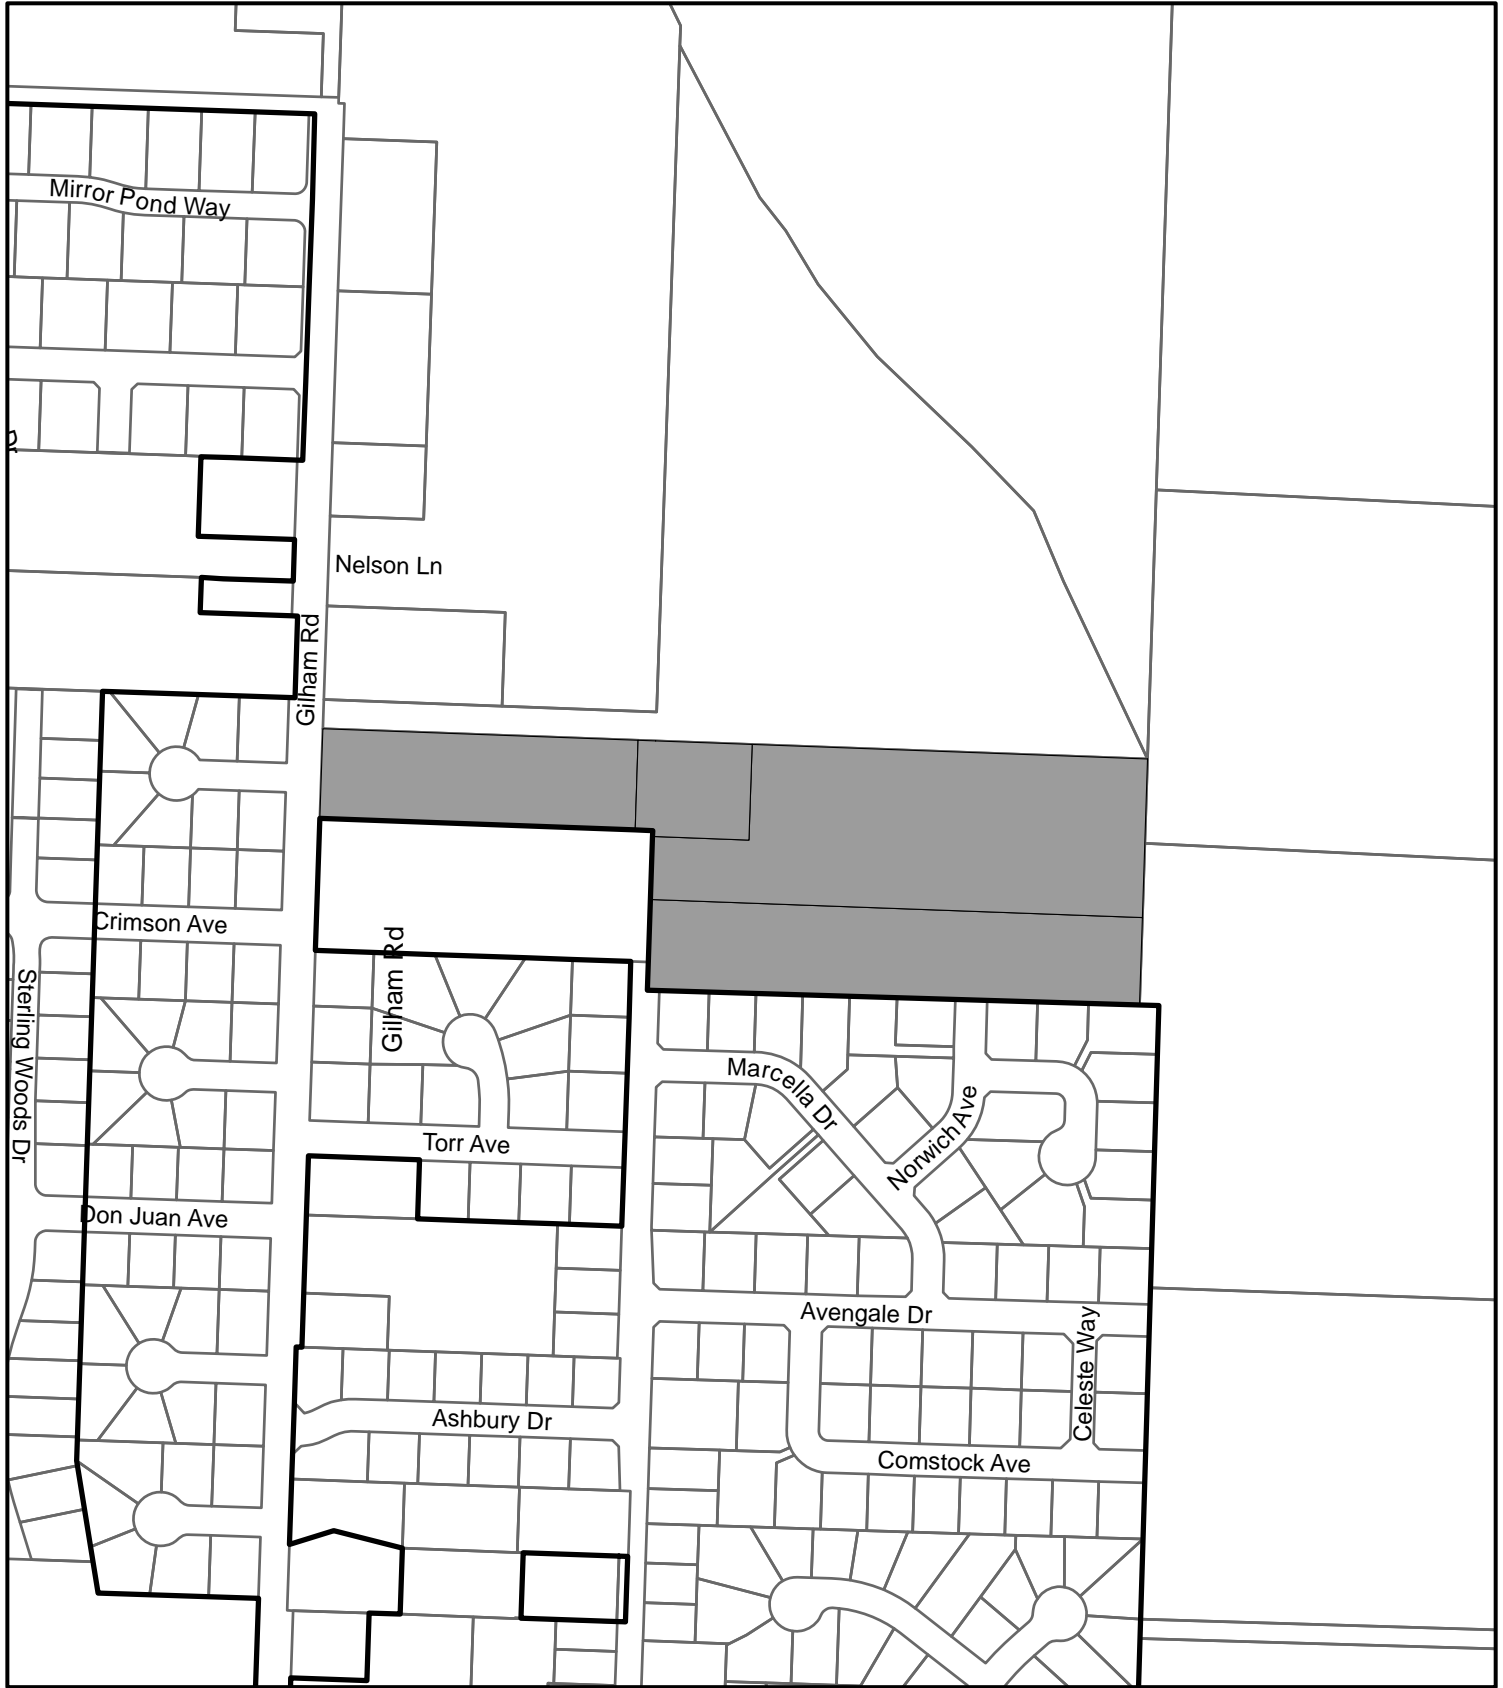 Mirror Pond Way
Dr
Nelson Ln
Gilham Rd
Crimson Ave
Gilham Rd
Sterling Woods Dr
Marcella Dr
Norwich Ave
Torr Ave
Don Juan Ave
Avengale Dr
Celeste Way
Ashbury Dr
Comstock Ave